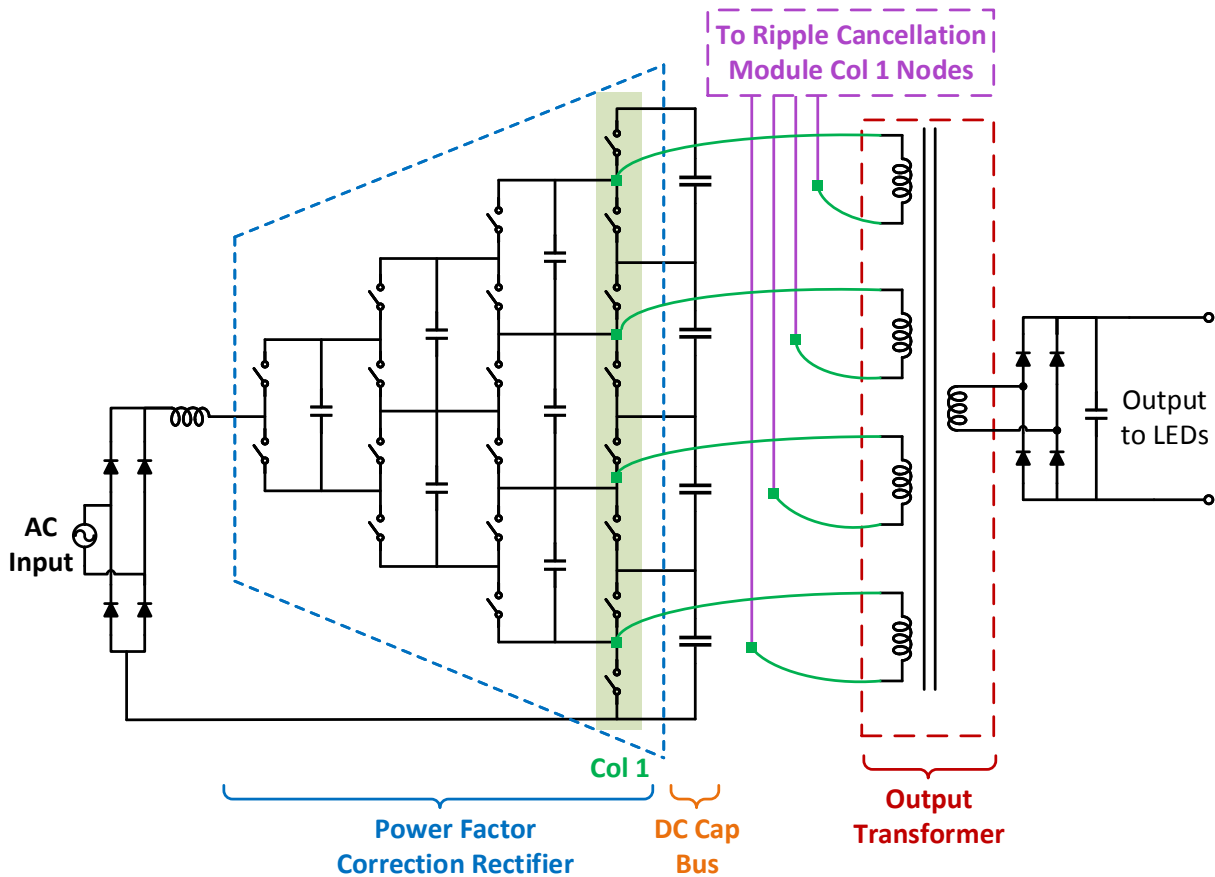 To Ripple Cancellation
Module Col 1 Nodes
AC
Input
Output
to LEDs
Col 1
Power Factor
Correction Rectifier
DC Cap
Bus
Output
Transformer